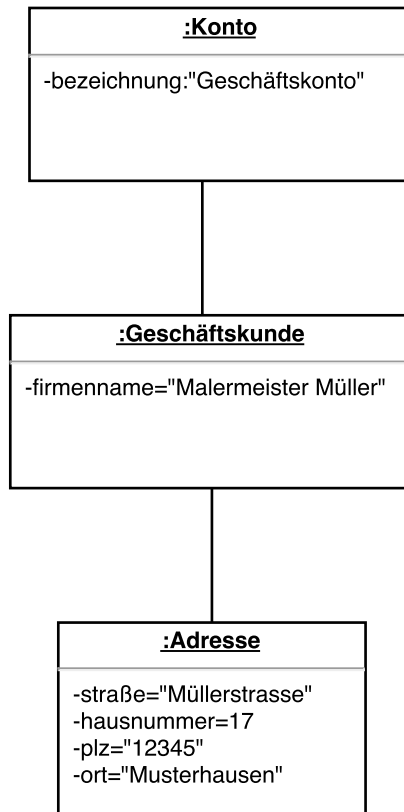 :Konto
-bezeichnung:"Geschäftskonto"
:Geschäftskunde
-firmenname="Malermeister Müller"
:Adresse
-straße="Müllerstrasse"
-hausnummer=17
-plz="12345"
-ort="Musterhausen"